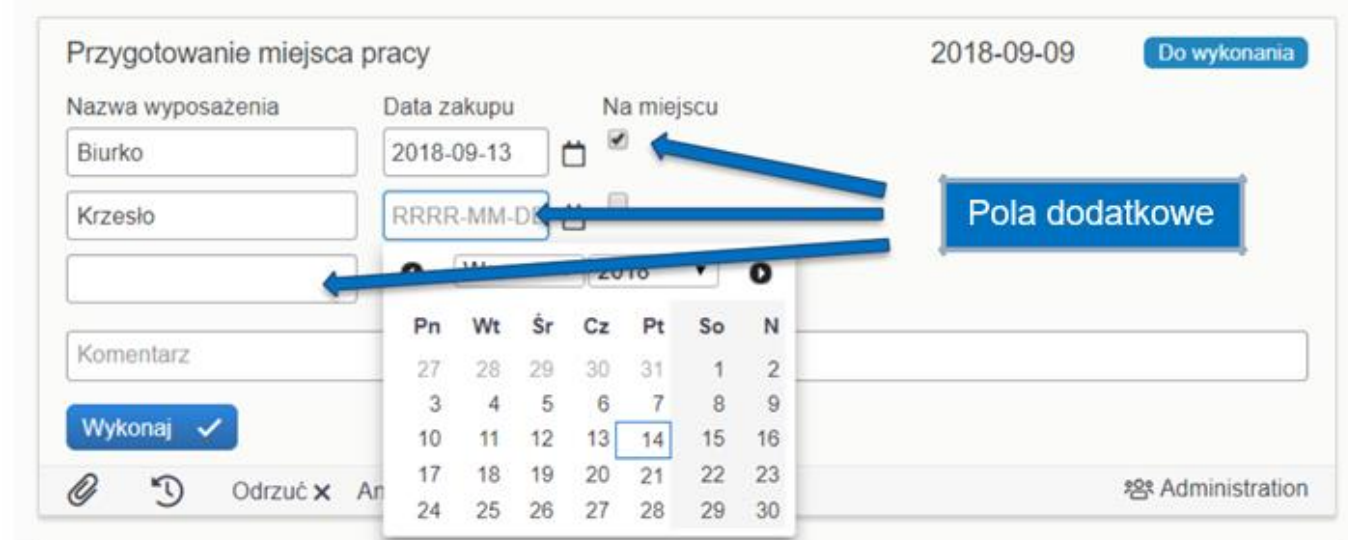 Przygotowanie miejsca pracy 2018-09-09 Do wykonania
Nazwa wyposażenia Data zakupu Na miejscu
Biurko 2018-09-13
Krzesło RRRR-MM-
Pola dodatkowe
2018
Pn Wt Śr Cz Pt So N
Komentarz
27 28 29 30 31 1 2
3 4 5 6 7 8 9
Wykonaj
10 11 12 13 14 15 16
17 18 19 20 21 22 23
Odrzuć Administration
24 25 26 27 28 29 30